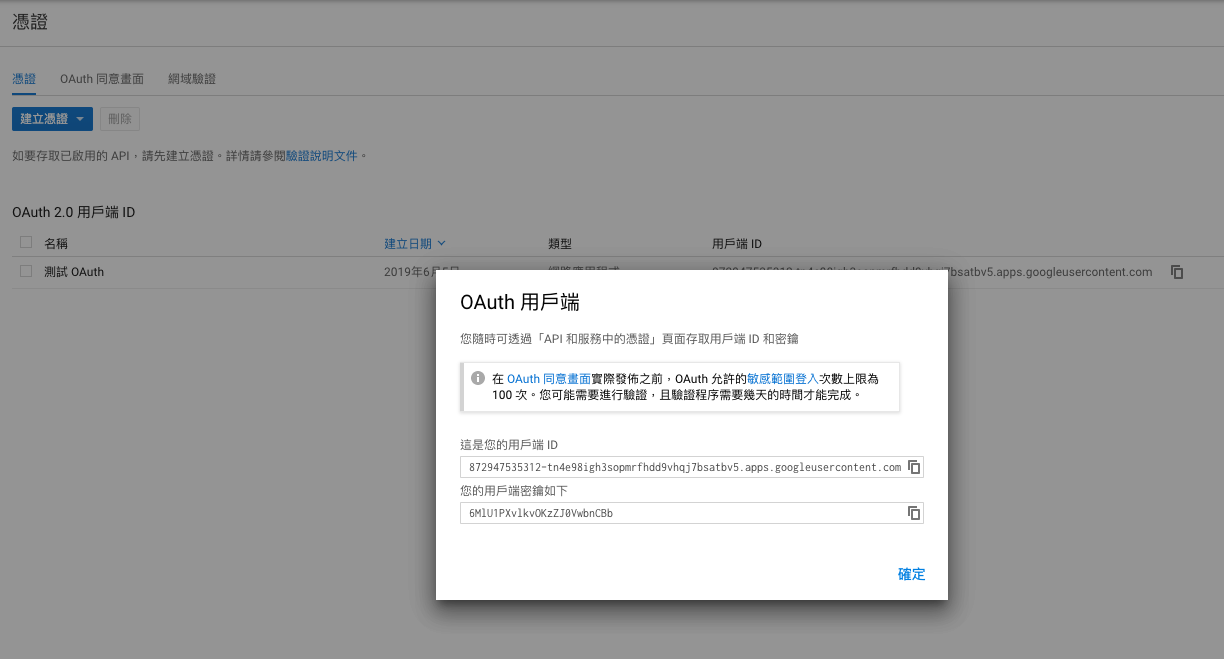 憑證
憑證 OAuth 同意畫面 網域驗證
建立憑證 刪除
如要存取已啟用的 API，請先建立憑證。詳情請參閱驗證說明文件。
OAuth 2.0 用戶端 ID
名稱 建立日期 類型 用戶端 ID
測試 OAuth 2019年6月5日 網路應用程式 bsatbv5.apps.googleusercontent.com
OAuth 用戶端
您隨時可透過「API 和服務中的憑證」頁面存取用戶端 ID 和密鑰
在 OAuth 同意畫面實際發佈之前，OAuth 允許的敏感範圍登入次數上限為
100 次。您可能需要進行驗證，且驗證程序需要幾天的時間才能完成。
這是您的用戶端 ID
872947535312-tn4e98igh3sopmrfhdd9vhqj7bsatbv5.apps.googleusercontent.com
您的用戶端密鑰如下
6MlU1PXvlkvOKzZJ0VwbnCBb
確定